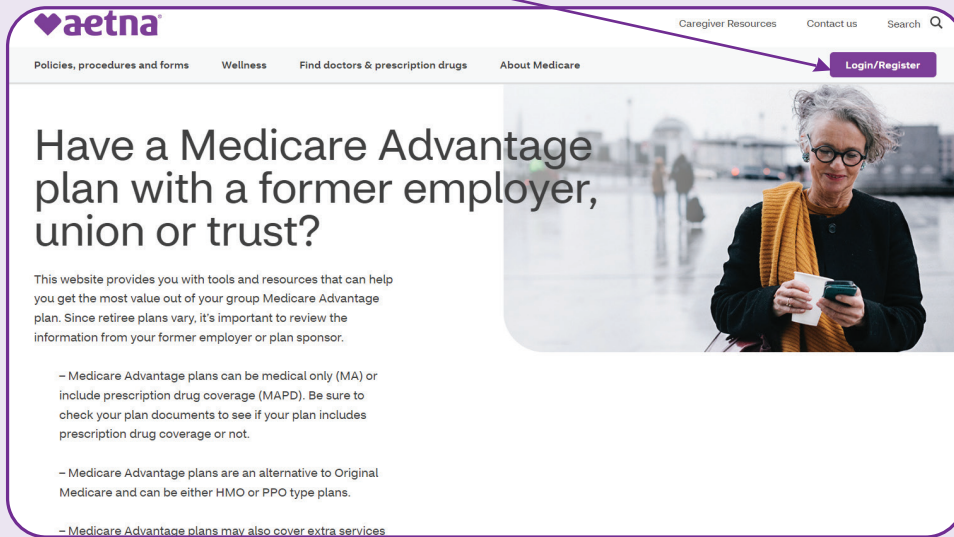 aetna®
Caregiver Resources Contact us Search
Policies, procedures and forms Wellness Find doctors & prescription drugs About Medicare Login/Register
Have a Medicare Advantage
plan with a former employer,
union or trust?
This website provides you with tools and resources that can help
you get the most value out of your group Medicare Advantage
plan. Since retiree plans vary, it's important to review the
information from your former employer or plan sponsor.
– Medicare Advantage plans can be medical only (MA) or
include prescription drug coverage (MAPD). Be sure to
check your plan documents to see if your plan includes
prescription drug coverage or not.
– Medicare Advantage plans are an alternative to Original
Medicare and can be either HMO or PPO type plans.
– Medicare Advantage plans may also cover extra services